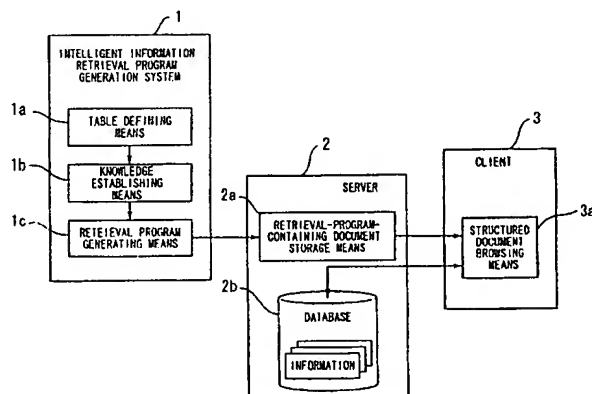 1
INTELLIGENT INFORMATION
RETRIEVAL PROGRAM
GENERATION SYSTEM
1a
TABLE DEFINING
MEANS
1b
KNOWLEDGE
ESTABLISHING
MEANS
1c
RETEIEVAL PROGRAM
GENERATING MEANS
2
SERVER
2a
RETRIEVAL-PROGRAM-
CONTAINING DOCUMENT
STORAGE MEANS
2b
DATABASE
INFORMATION
3
CLIENT
3a
STRUCTURED
DOCUMENT
BROWSING
MEANS